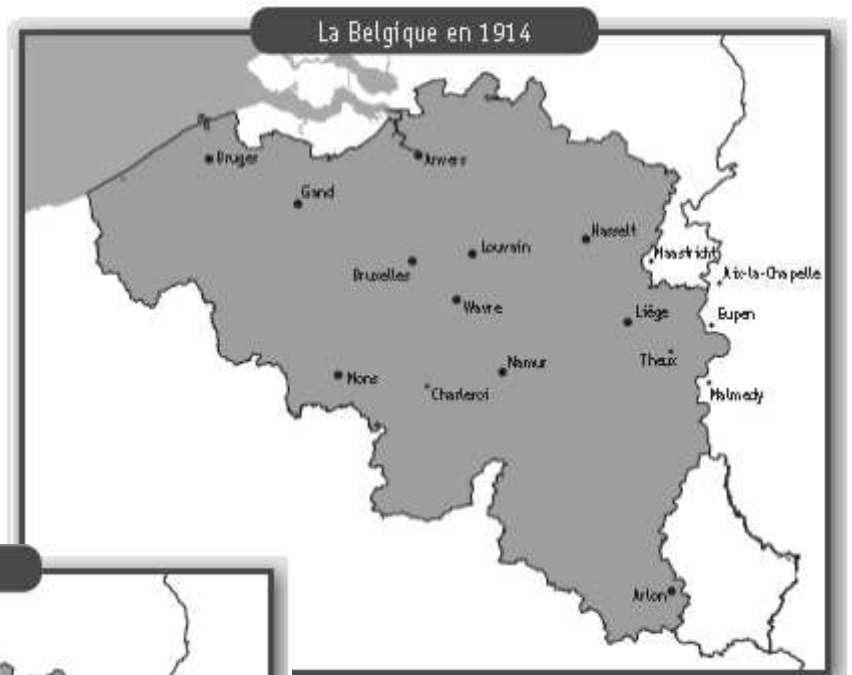 La Belgique en 1914
Bruges
Anvers
Gand
Hasselt
Louvain
Maastricht
Bruxelles
Aix-la-Chapelle
Wavre
Liège
Eupen
Namur
Theux
Mons
Charleroi
Malmedy
Arlon